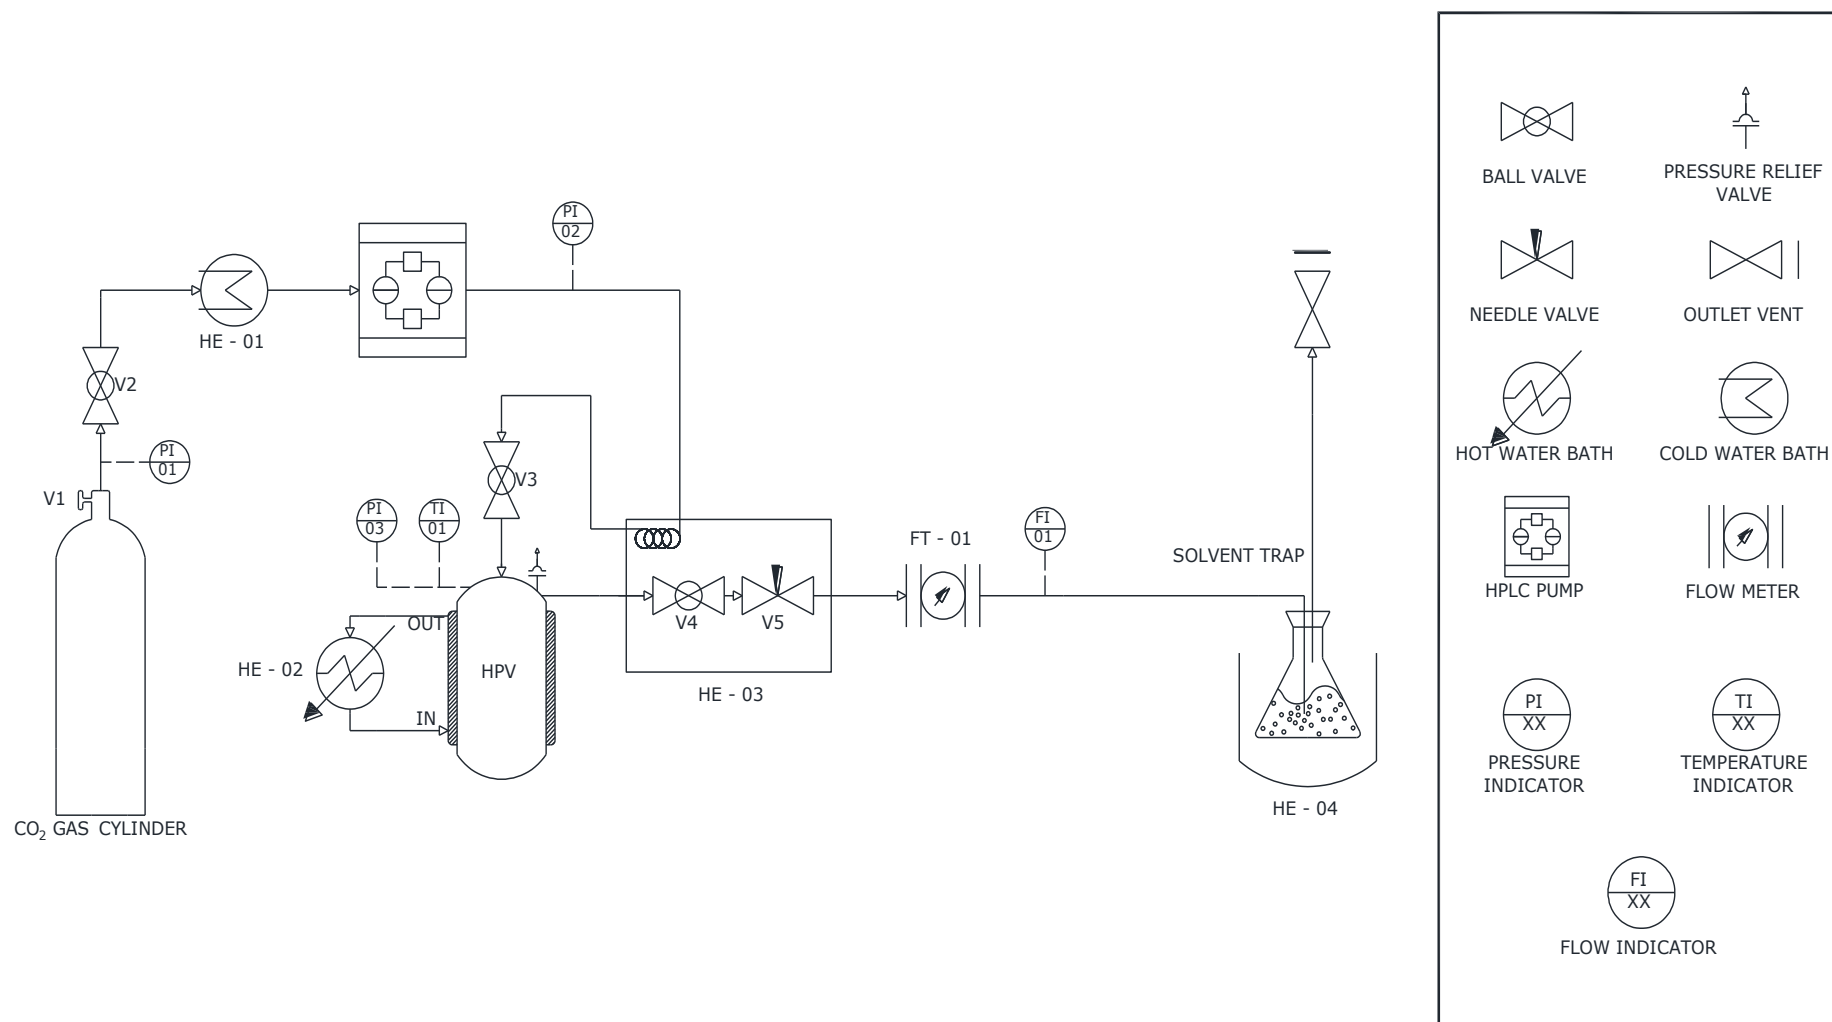 PI
02
HE - 01
V2
PI
01
V1
V3
PI
03
TI
01
OUT
HE - 02
HPV
IN
V4
V5
HE - 03
FT - 01
FI
01
SOLVENT TRAP
HE - 04
CO2 GAS CYLINDER
BALL VALVE
PRESSURE RELIEF
VALVE
NEEDLE VALVE
OUTLET VENT
HOT WATER BATH
COLD WATER BATH
HPLC PUMP
FLOW METER
PI
XX
PRESSURE
INDICATOR
TI
XX
TEMPERATURE
INDICATOR
FI
XX
FLOW INDICATOR